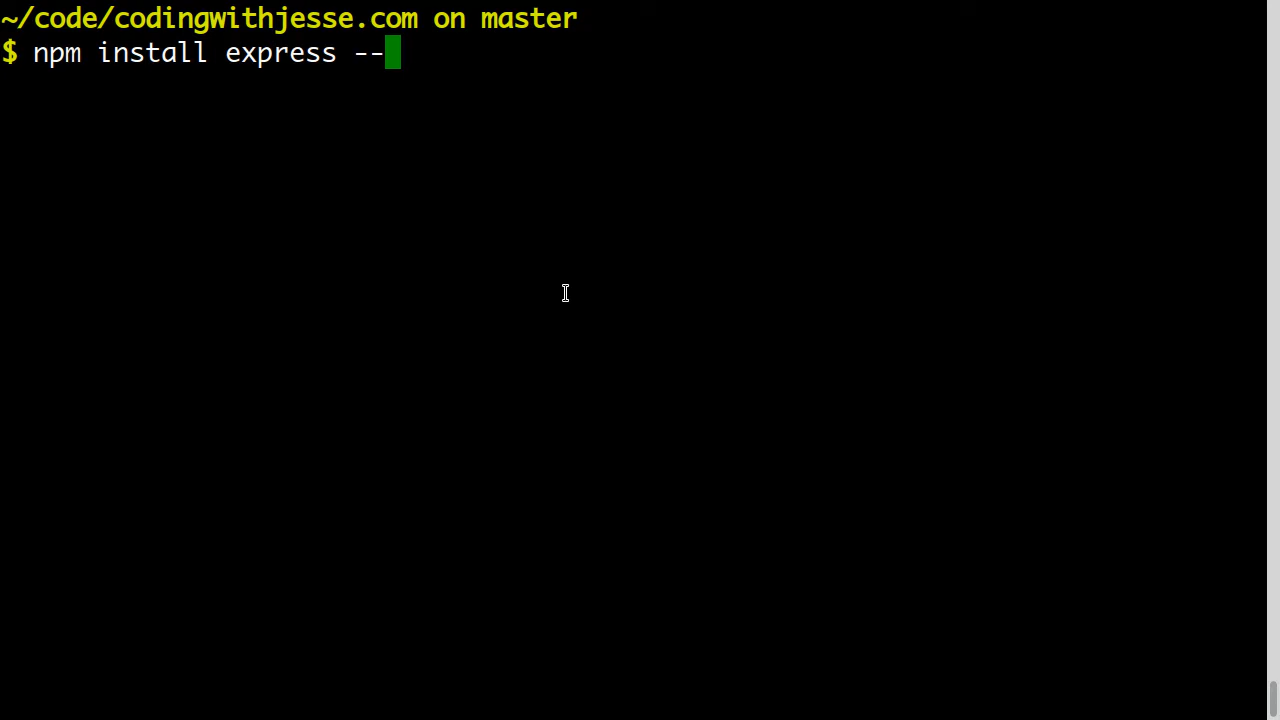 ~/code/codingwithjesse.com on master
$ npm install express --